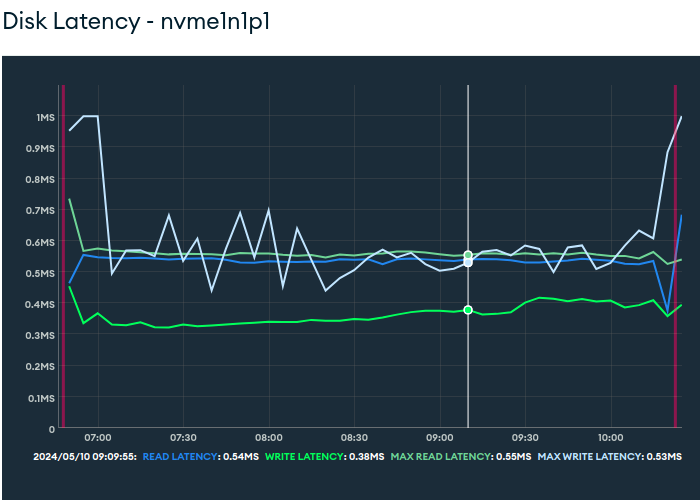 Disk Latency - nvme1n1p1
1MS
0.9MS
0.8MS
0.7MS
0.6MS
0.5MS
0.4MS
0.3MS
0.2MS
0.1MS
0
07:00 07:30 08:00 08:30 09:00 09:30 10:00
2024/05/10 09:09:55: READ LATENCY: 0.54MS WRITE LATENCY: 0.38MS MAX READ LATENCY: 0.55MS MAX WRITE LATENCY: 0.53MS